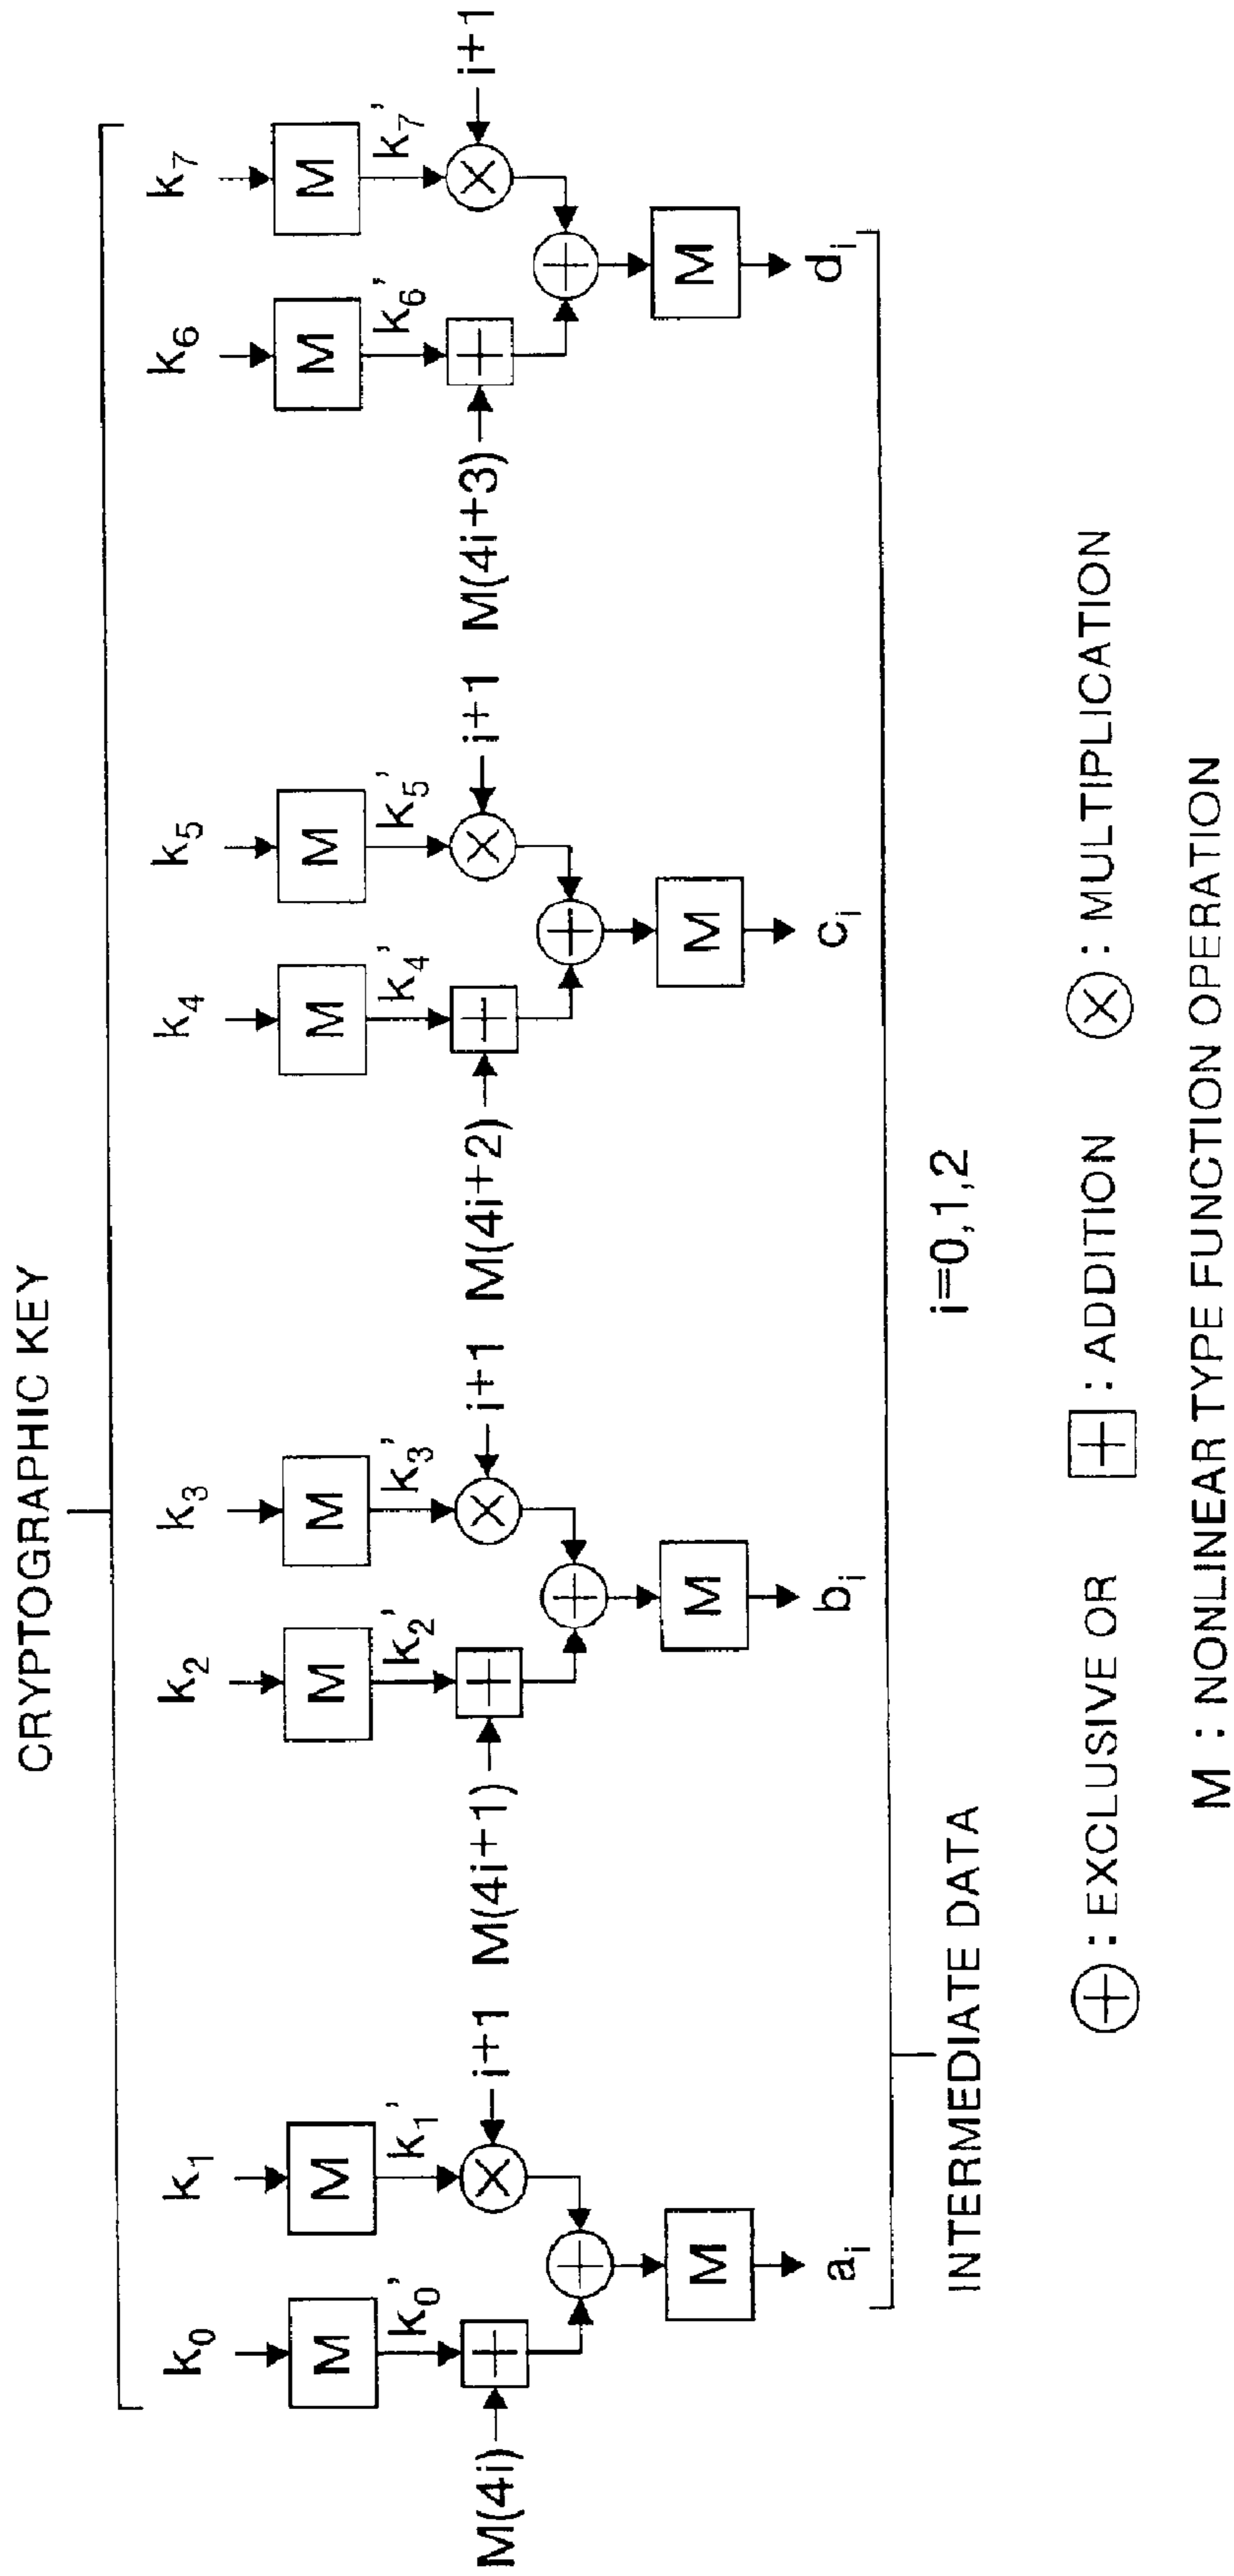 CRYPTOGRAPHIC KEY
k0 k1 k2 k3 k4 k5 k6 k7
M M M M M M M M
k0' k1' k2' k3' k4' k5' k6' k7'
M(4i) + × i+1 M(4i+1) + × i+1 M(4i+2) + × i+1 M(4i+3) + × i+1
+ + + +
M M M M
ai bi ci di
INTERMEDIATE DATA
i=0,1,2
⊕ : EXCLUSIVE OR ⊞ : ADDITION ⊗ : MULTIPLICATION
M : NONLINEAR TYPE FUNCTION OPERATION